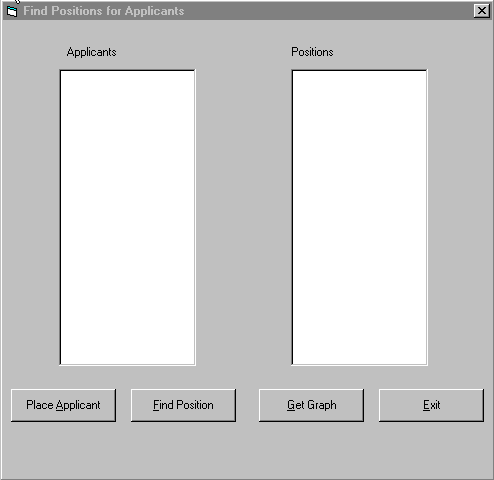 Find Positions for Applicants
Applicants Positions
Place Applicant Find Position Get Graph Exit